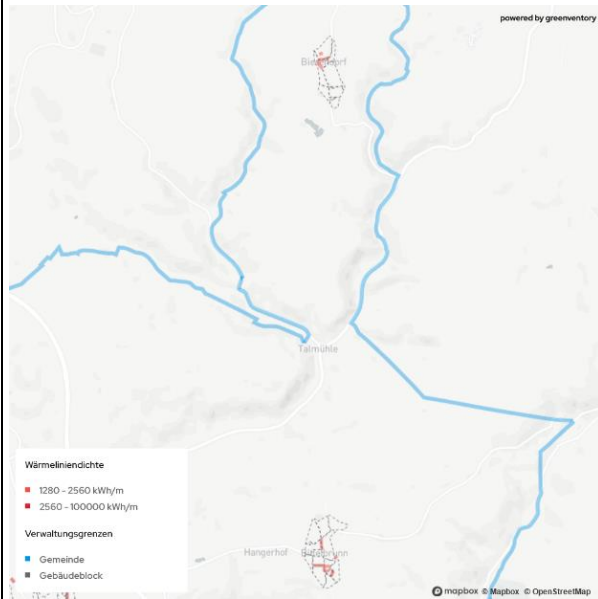 powered by greenventory
Talmühle
Wärmeliniendichte
1280 - 2560 kWh/m
2560 - 100000 kWh/m
Verwaltungsgrenzen
Gemeinde
Gebäudeblock
Hangerhof
mapbox © Mapbox © OpenStreetMap